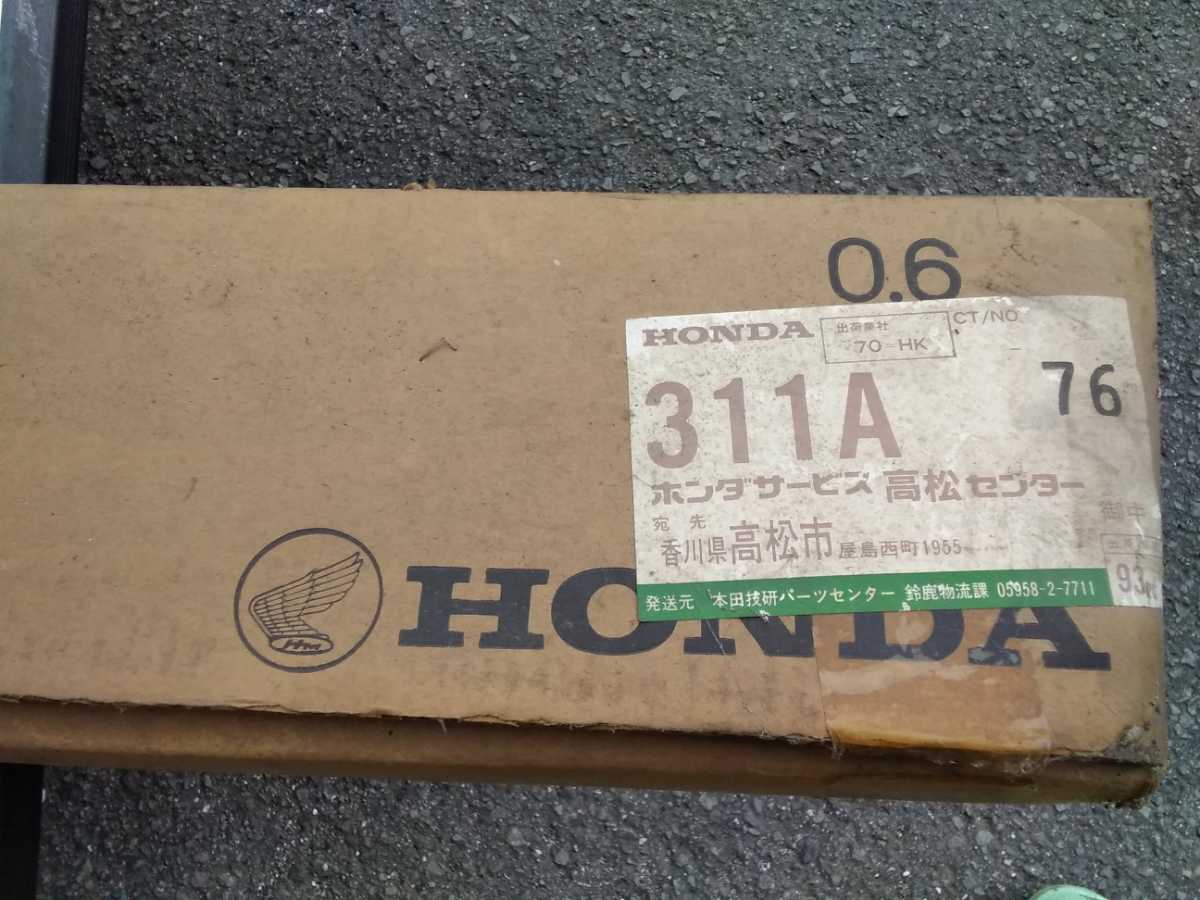 0.6
HONDA
出荷業社
70-HK
CT/NO
311A
76
ホンダサービス 高松センター
宛先
御中
香川県高松市屋島西町1955
93
発送元 本田技研パーツセンター 鈴鹿物流課 05958-2-7711
HM
HONDA